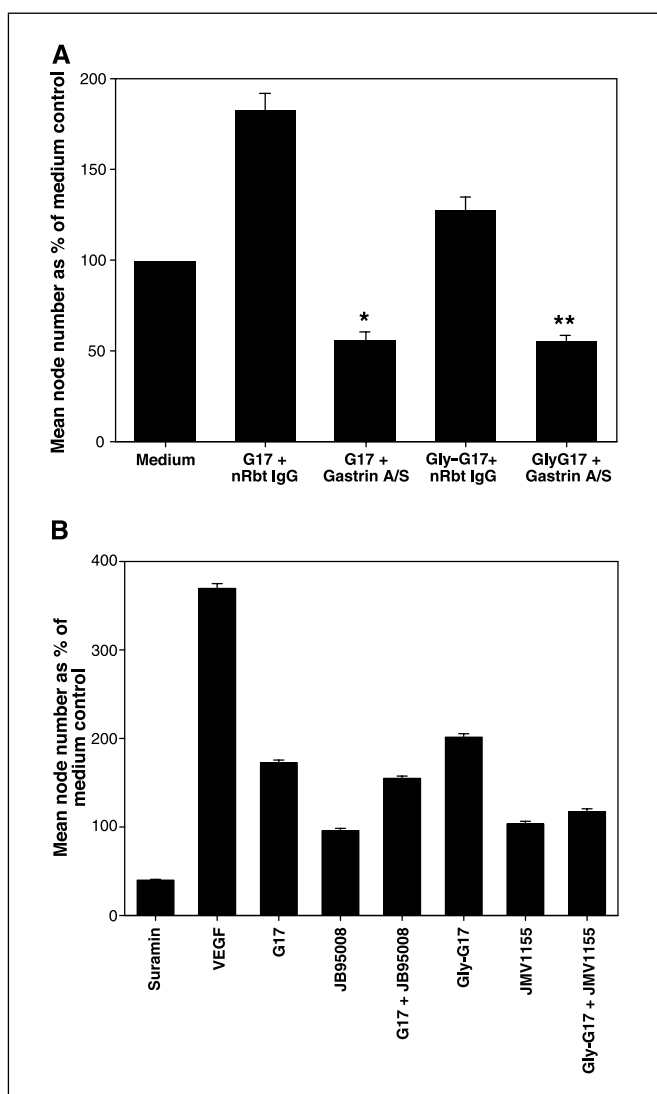 A
Mean node number as % of medium control
200
150
100
50
0
*
**
Medium
G17 +
nRbt IgG
G17 +
Gastrin A/S
Gly-G17+
nRbt IgG
GlyG17 +
Gastrin A/S
B
Mean node number as % of
medium control
400
300
200
100
0
Suramin
VEGF
G17
JB95008
G17 + JB95008
Gly-G17
JMV1155
Gly-G17 + JMV1155